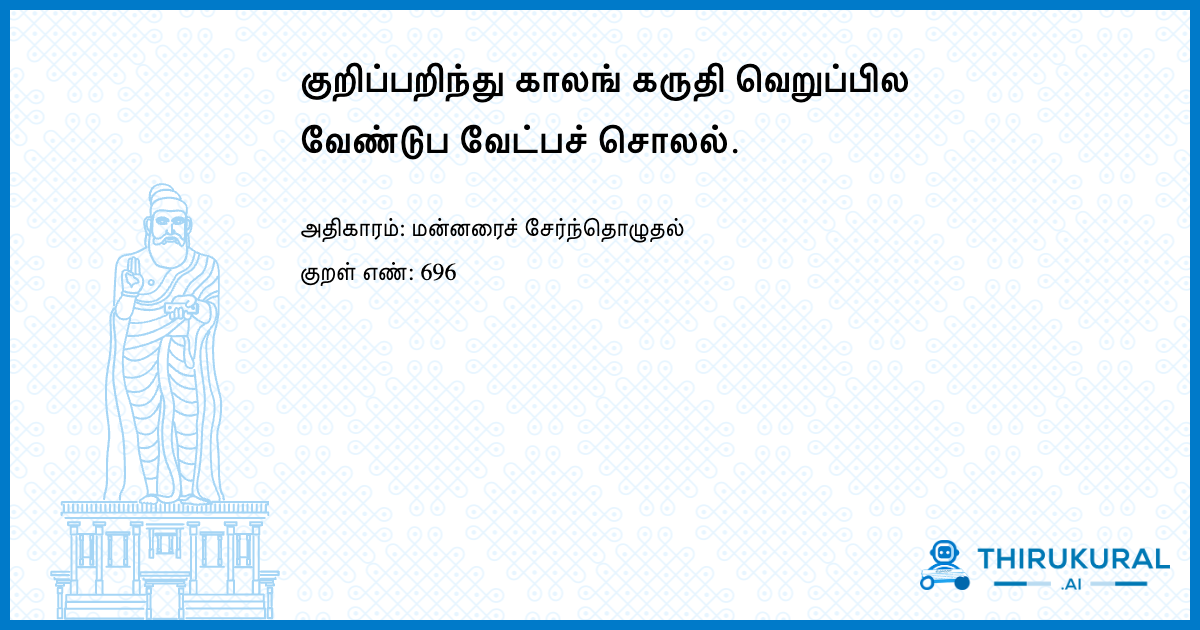 குறிப்பறிந்து காலங் கருதி வெறுப்பில
வேண்டுப வேட்பச் சொலல்.
அதிகாரம்: மன்னரைச் சேர்ந்தொழுதல்
குறள் எண்: 696
THIRUKURAL
.AI